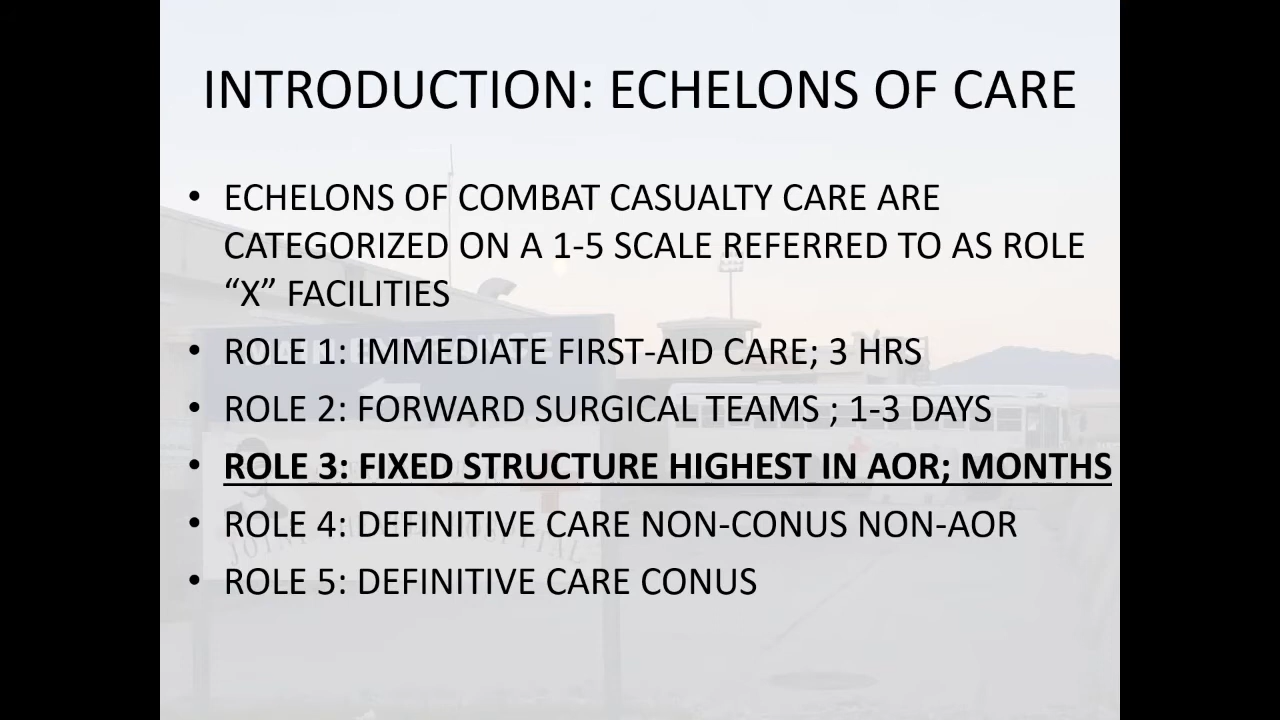 INTRODUCTION: ECHELONS OF CARE
• ECHELONS OF COMBAT CASUALTY CARE ARE
CATEGORIZED ON A 1-5 SCALE REFERRED TO AS ROLE
“X” FACILITIES
• ROLE 1: IMMEDIATE FIRST-AID CARE; 3 HRS
• ROLE 2: FORWARD SURGICAL TEAMS ; 1-3 DAYS
• ROLE 3: FIXED STRUCTURE HIGHEST IN AOR; MONTHS
• ROLE 4: DEFINITIVE CARE NON-CONUS NON-AOR
• ROLE 5: DEFINITIVE CARE CONUS